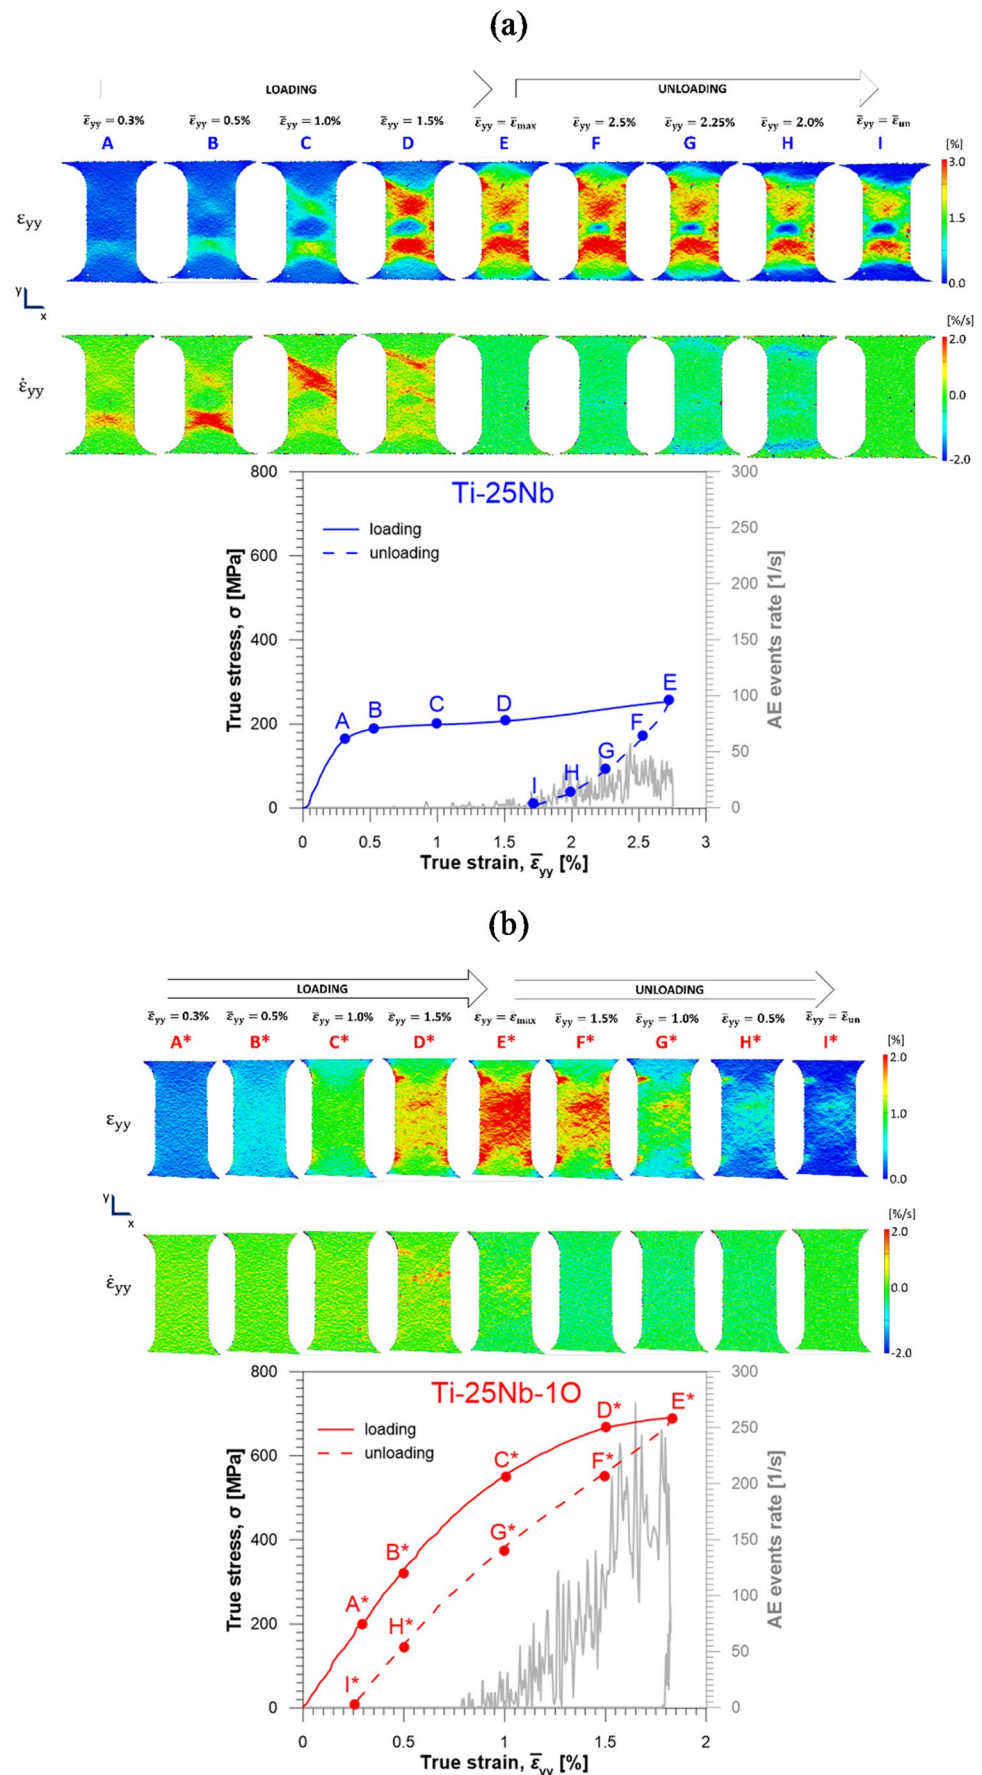 (a)
LOADING UNLOADING
ε̅yy = 0.3% ε̅yy = 0.5% ε̅yy = 1.0% ε̅yy = 1.5% ε̅yy = ε̅max ε̅yy = 2.5% ε̅yy = 2.25% ε̅yy = 2.0% ε̅yy = ε̅un
A B C D E F G H I [%]
3.0
εyy 1.5
0.0
y
x
[%/s]
2.0
ε̇yy 0.0
-2.0
Ti-25Nb
loading
unloading
800 300
250
600
200
400 150
100
200
50
0 0
True stress, σ [MPa]
AE events rate [1/s]
A B C D E F G H I
0 0.5 1 1.5 2 2.5 3
True strain, ε̅yy [%]
(b)
LOADING UNLOADING
ε̅yy = 0.3% ε̅yy = 0.5% ε̅yy = 1.0% ε̅yy = 1.5% ε̅yy = ε̅max ε̅yy = 1.5% ε̅yy = 1.0% ε̅yy = 0.5% ε̅yy = ε̅un
A* B* C* D* E* F* G* H* I* [%]
2.0
εyy 1.0
0.0
y
x
[%/s]
2.0
ε̇yy 0.0
-2.0
Ti-25Nb-1O
loading
unloading
800 300
250
600
200
400 150
100
200
50
0 0
True stress, σ [MPa]
AE events rate [1/s]
A* B* C* D* E* F* G* H* I*
0 0.5 1 1.5 2
True strain, ε̅yy [%]